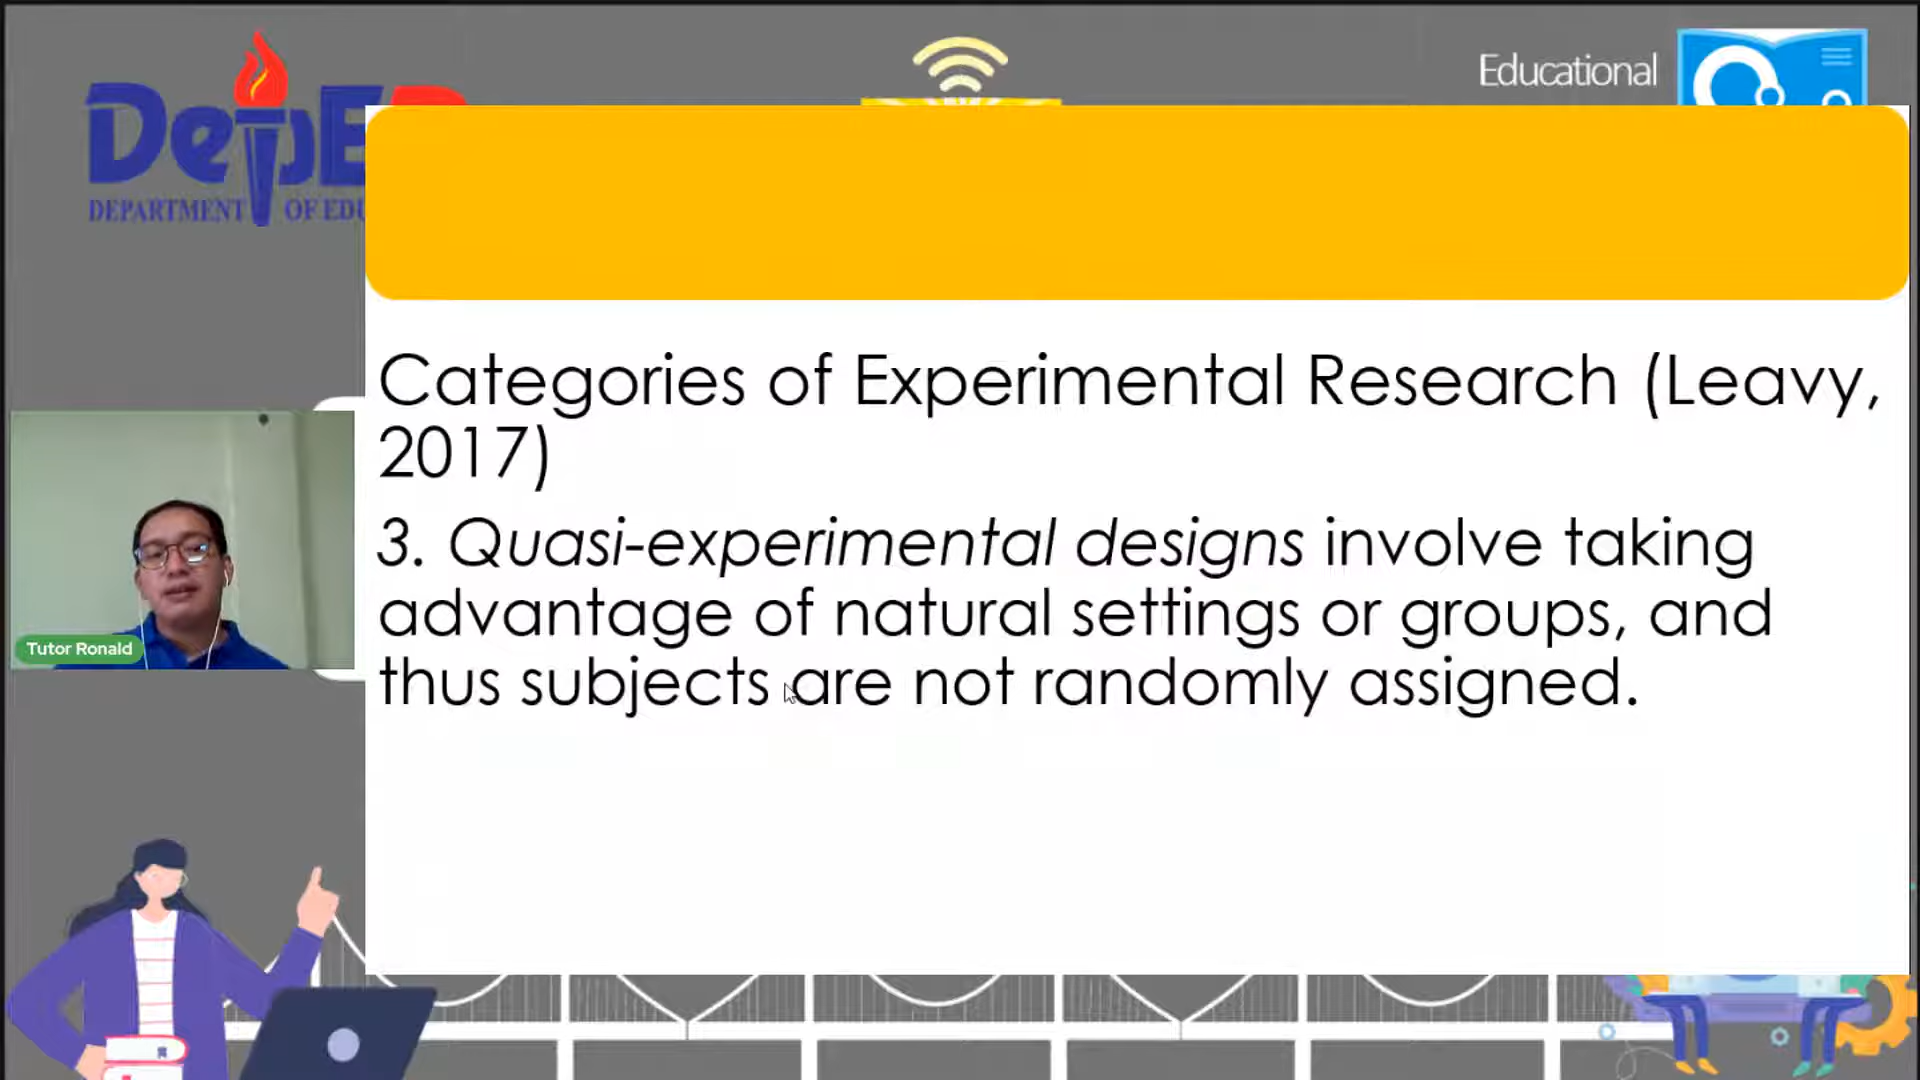 DepE
DEPARTMENT OF EDU
Educational
Categories of Experimental Research (Leavy,
2017)
3. Quasi-experimental designs involve taking
advantage of natural settings or groups, and
thus subjects are not randomly assigned.
Tutor Ronald